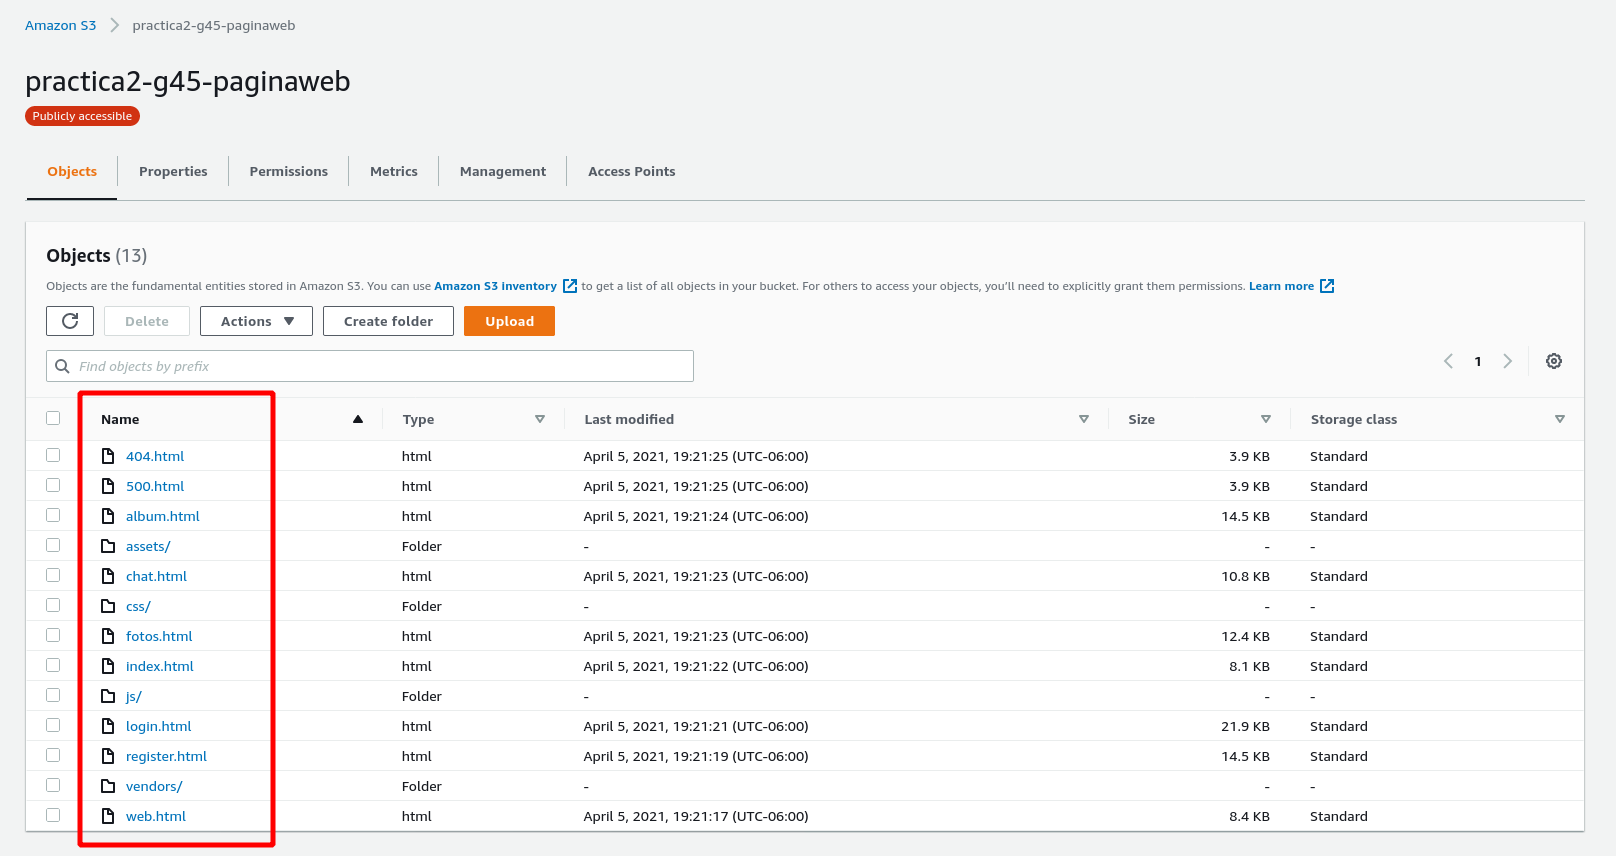 Amazon S3 practica2-g45-paginaweb
practica2-g45-paginaweb
Publicly accessible
Objects Properties Permissions Metrics Management Access Points
Objects (13)
Objects are the fundamental entities stored in Amazon S3. You can use Amazon S3 inventory to get a list of all objects in your bucket. For others to access your objects, you'll need to explicitly grant them permissions. Learn more
Delete Actions Create folder Upload
Find objects by prefix 1
Name Type Last modified Size Storage class
404.html html April 5, 2021, 19:21:25 (UTC-06:00) 3.9 KB Standard
500.html html April 5, 2021, 19:21:25 (UTC-06:00) 3.9 KB Standard
album.html html April 5, 2021, 19:21:24 (UTC-06:00) 14.5 KB Standard
assets/ Folder - - -
chat.html html April 5, 2021, 19:21:23 (UTC-06:00) 10.8 KB Standard
css/ Folder - - -
fotos.html html April 5, 2021, 19:21:23 (UTC-06:00) 12.4 KB Standard
index.html html April 5, 2021, 19:21:22 (UTC-06:00) 8.1 KB Standard
js/ Folder - - -
login.html html April 5, 2021, 19:21:21 (UTC-06:00) 21.9 KB Standard
register.html html April 5, 2021, 19:21:19 (UTC-06:00) 14.5 KB Standard
vendors/ Folder - - -
web.html html April 5, 2021, 19:21:17 (UTC-06:00) 8.4 KB Standard